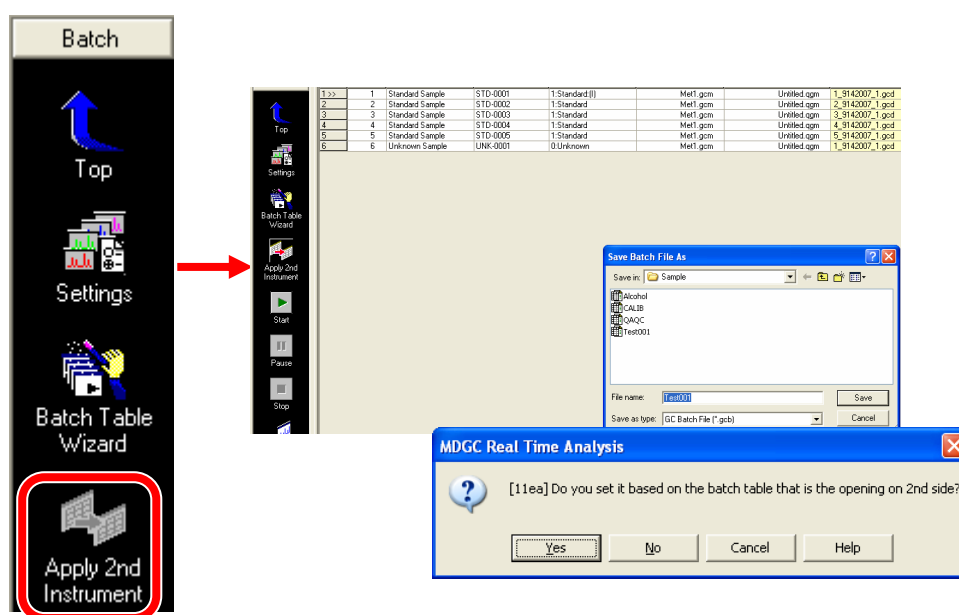 Batch
Top
Settings
Batch Table
Wizard
Apply 2nd
Instrument
Top
Settings
Batch Table
Wizard
Apply 2nd
Instrument
Start
Pause
Stop
1 >> 1 Standard Sample STD-0001 1:Standard:(I) Met1.gcm Untitled.qgm 1_9142007_1.gcd
2 2 Standard Sample STD-0002 1:Standard Met1.gcm Untitled.qgm 2_9142007_1.gcd
3 3 Standard Sample STD-0003 1:Standard Met1.gcm Untitled.qgm 3_9142007_1.gcd
4 4 Standard Sample STD-0004 1:Standard Met1.gcm Untitled.qgm 4_9142007_1.gcd
5 5 Standard Sample STD-0005 1:Standard Met1.gcm Untitled.qgm 5_9142007_1.gcd
6 6 Unknown Sample UNK-0001 0:Unknown Met1.gcm Untitled.qgm 1_9142007_1.gcd
Save Batch File As
Save in: Sample
Alcohol
CALIB
QAQC
Test001
File name: Test001 Save
Save as type: GC Batch File (*.gcb) Cancel
MDGC Real Time Analysis
[11ea] Do you set it based on the batch table that is the opening on 2nd side?
Yes No Cancel Help